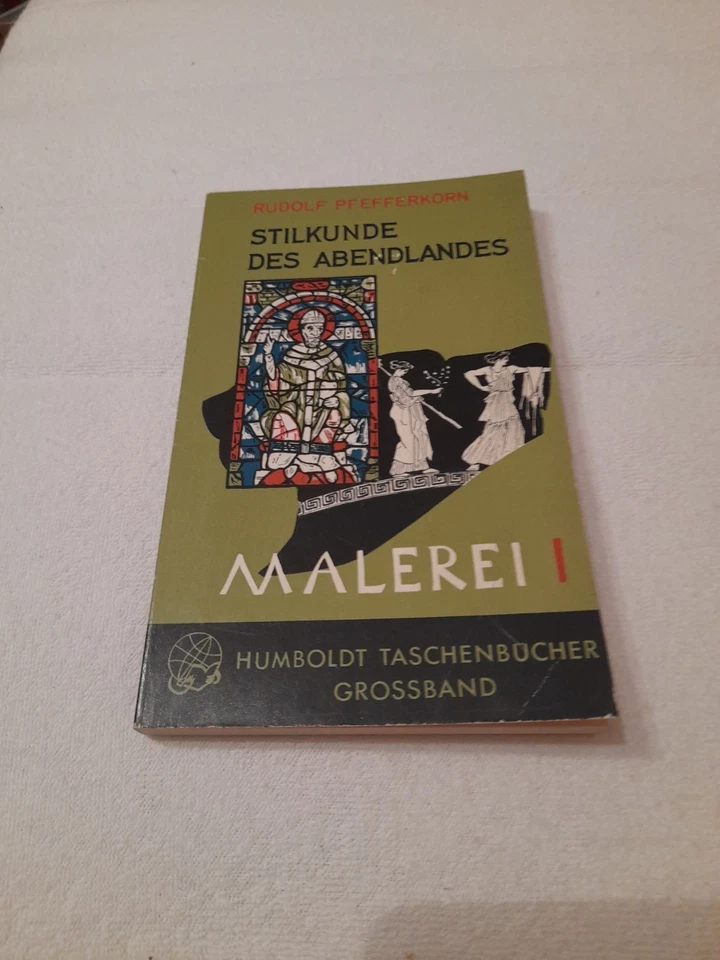 RUDOLF PFEFFERKORN
STILKUNDE
DES ABENDLANDES
MALEREI I
HUMBOLDT TASCHENBÜCHER
GROSSBAND